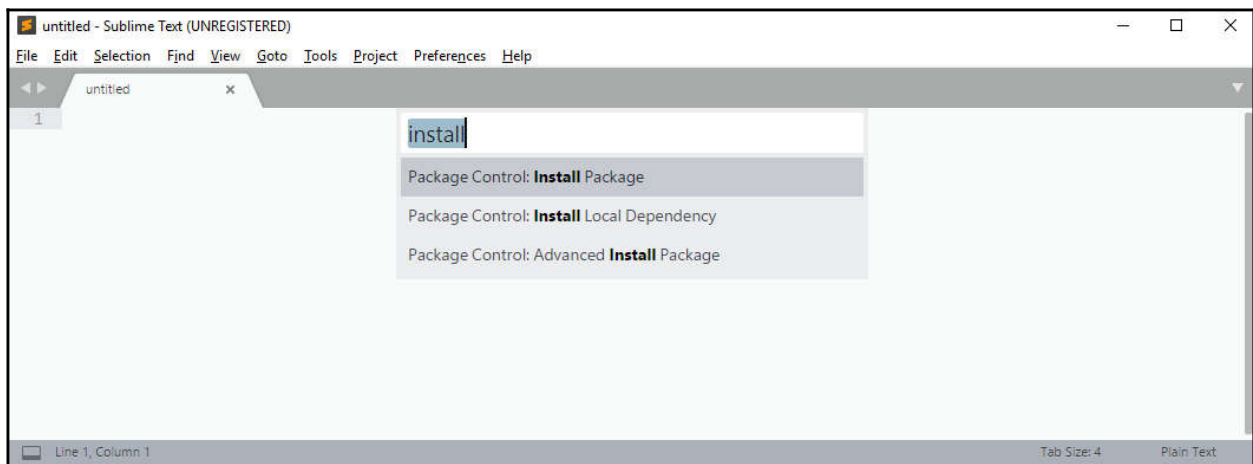 untitled - Sublime Text (UNREGISTERED)
File Edit Selection Find View Goto Tools Project Preferences Help
untitled
1
install
Package Control: Install Package
Package Control: Install Local Dependency
Package Control: Advanced Install Package
Line 1, Column 1 Tab Size: 4 Plain Text